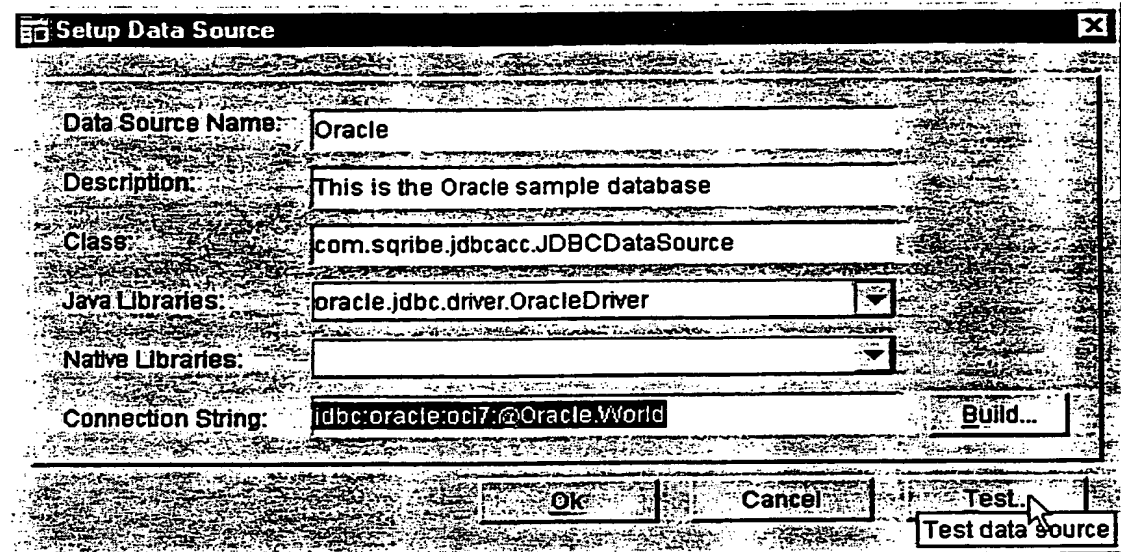 Setup Data Source
Data Source Name: Oracle
Description: This is the Oracle sample database
Class: com.sqribe.jdbcacc.JDBCDataSource
Java Libraries: oracle.jdbc.driver.OracleDriver
Native Libraries:
Connection String: jdbc:oracle:oci7:@Oracle.World Build...
Ok Cancel Test..
Test data source